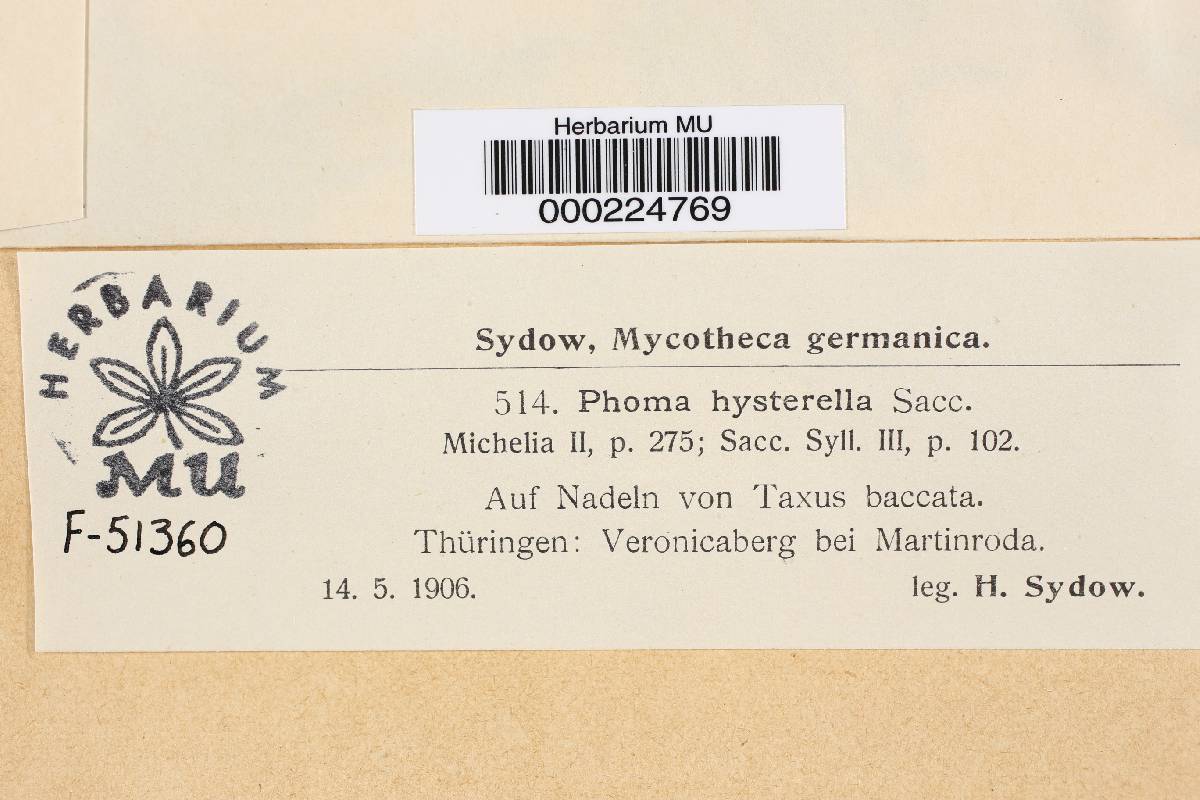 Herbarium MU
000224769
HERBARIUM
MU
F-51360
Sydow, Mycotheca germanica.
514. Phoma hysterella Sacc.
Michelia II, p. 275; Sacc. Syll. III, p. 102.
Auf Nadeln von Taxus baccata.
Thüringen: Veronicaberg bei Martinroda.
14. 5. 1906. leg. H. Sydow.